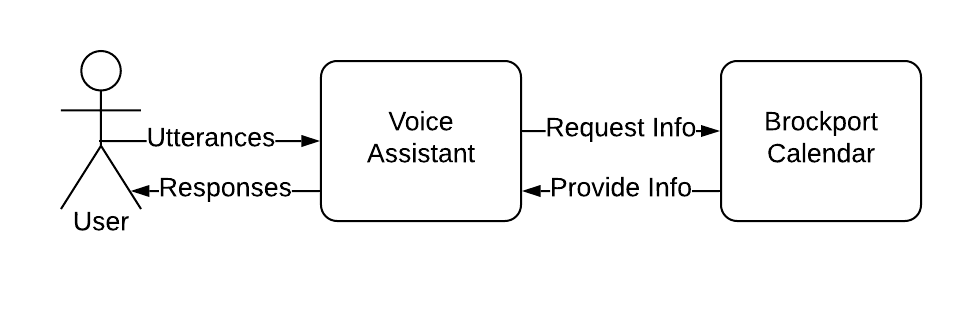 Utterances
Responses
User
Voice
Assistant
Request Info
Provide Info
Brockport
Calendar